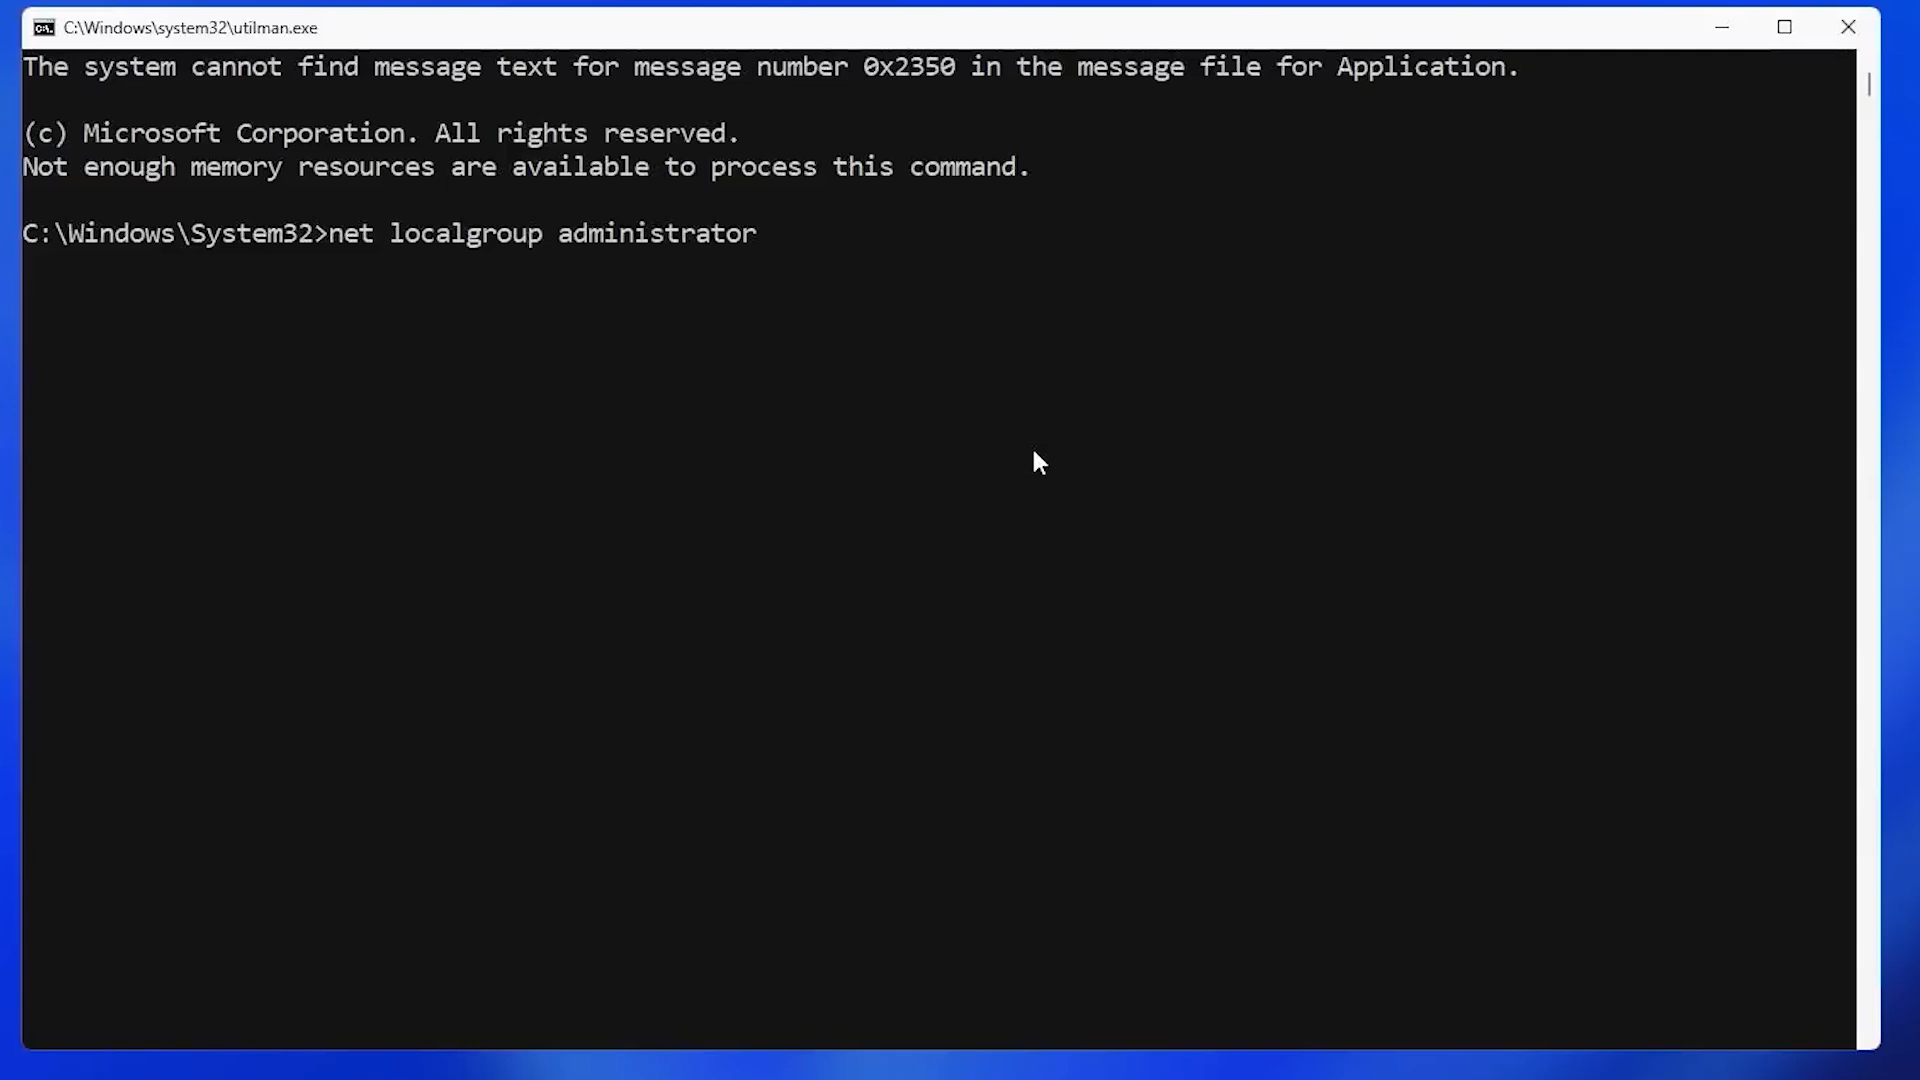 C:\Windows\system32\utilman.exe
The system cannot find message text for message number 0x2350 in the message file for Application.
(c) Microsoft Corporation. All rights reserved.
Not enough memory resources are available to process this command.
C:\Windows\System32>net localgroup administrator